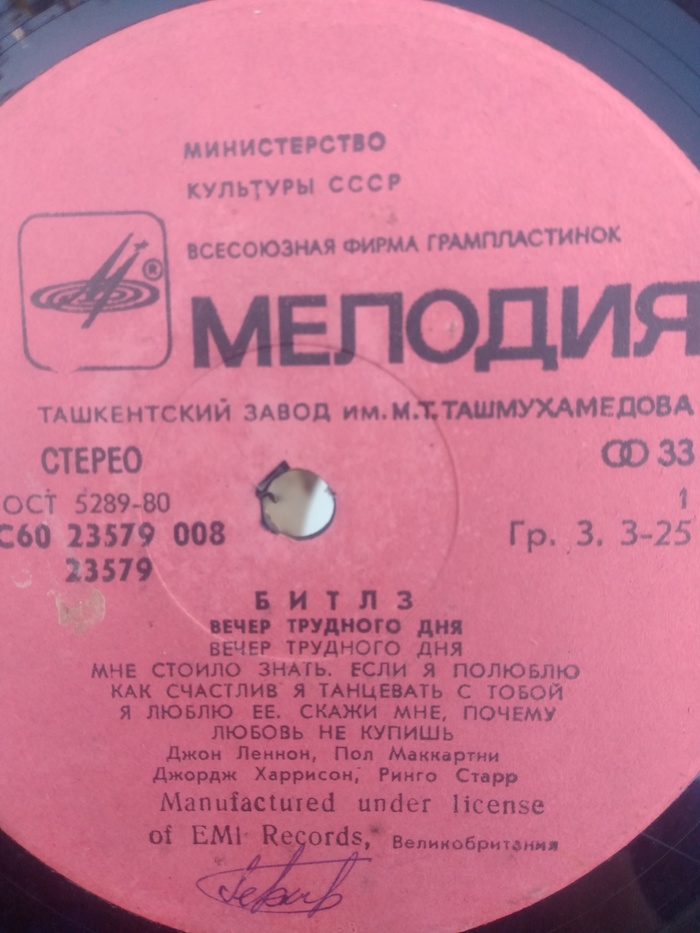 МИНИСТЕРСТВО
КУЛЬТУРЫ СССР
ВСЕСОЮЗНАЯ ФИРМА ГРАМПЛАСТИНОК
®
МЕЛОДИЯ
ТАШКЕНТСКИЙ ЗАВОД ИМ. М.Т. ТАШМУХАМЕДОВА
СТЕРЕО 33
ГОСТ 5289-80 1
С60 23579 008 Гр. 3. 3-25
23579
БИТЛЗ
ВЕЧЕР ТРУДНОГО ДНЯ
ВЕЧЕР ТРУДНОГО ДНЯ
МНЕ СТОИЛО ЗНАТЬ. ЕСЛИ Я ПОЛЮБЛЮ
КАК СЧАСТЛИВ Я ТАНЦЕВАТЬ С ТОБОЙ
Я ЛЮБЛЮ ЕЕ. СКАЖИ МНЕ, ПОЧЕМУ
ЛЮБОВЬ НЕ КУПИШЬ
Джон Леннон, Пол Маккартни
Джордж Харрисон, Ринго Старр
Manufactured under license
of EMI Records, Великобритания